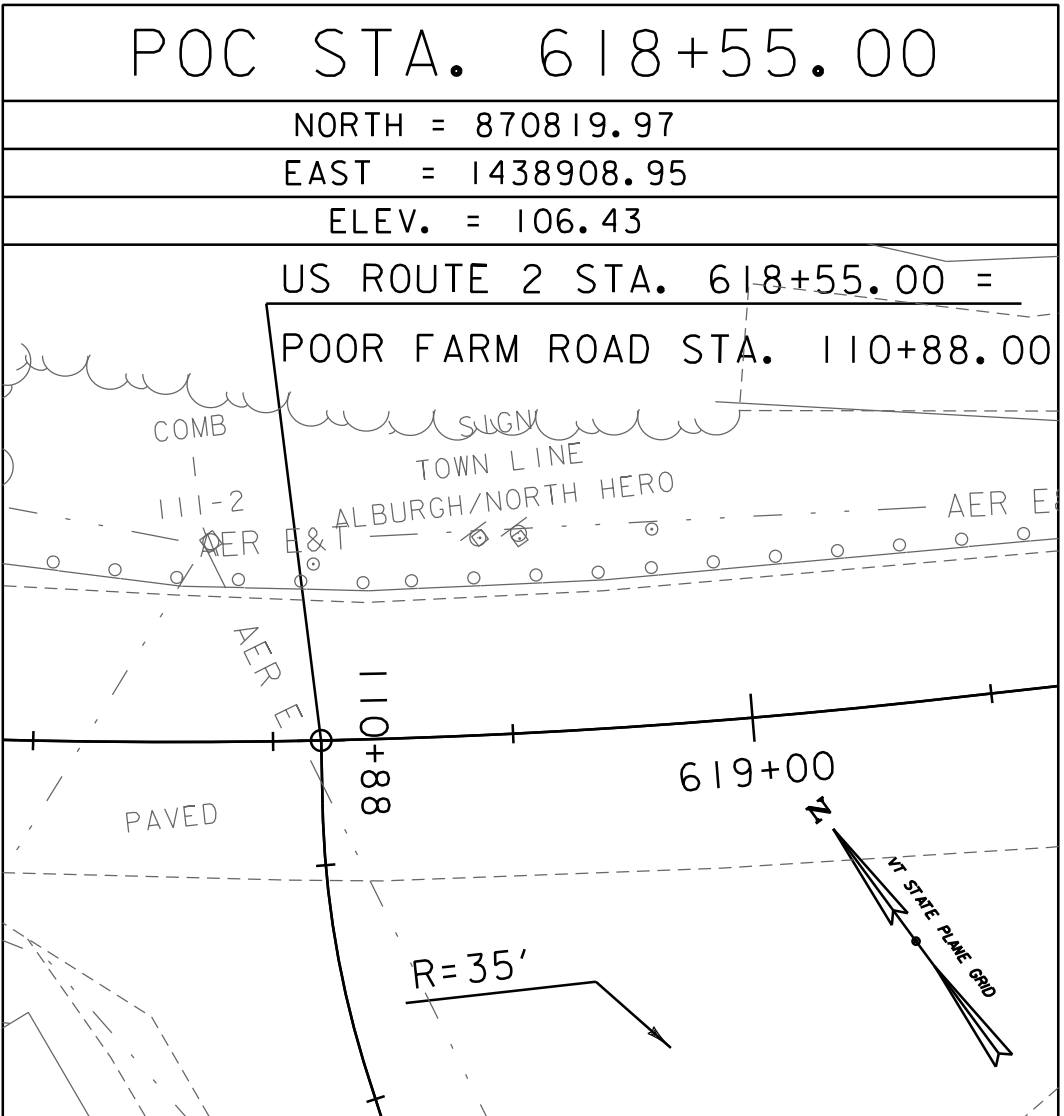 POC STA. 618+55.00
NORTH = 870819.97
EAST = 1438908.95
ELEV. = 106.43
US ROUTE 2 STA. 618+55.00 =
POOR FARM ROAD STA. 110+88.00
COMB
1
111-2
SIGN
TOWN LINE
ALBURGH/NORTH HERO
AER E&T
AER E&
AER E
110+88
619+00
PAVED
N
VT STATE PLANE GRID
R=35'